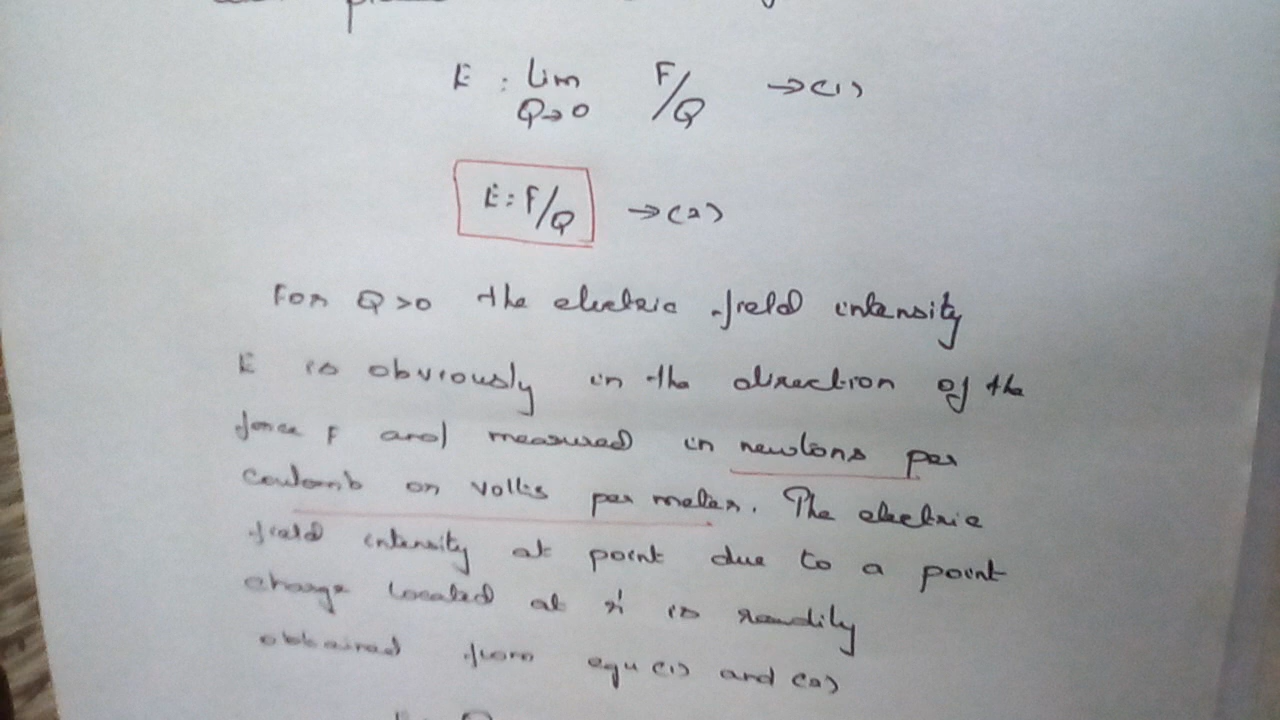 E : lim F/Q → (1)
Q→0
E = F/Q → (2)
For Q > 0 the electric field intensity
E is obviously in the direction of the
force F and measured in newtons per
coulomb or volts per meter. The electric
field intensity at point due to a point
charge located at r' is readily
obtained from equ (1) and (2)